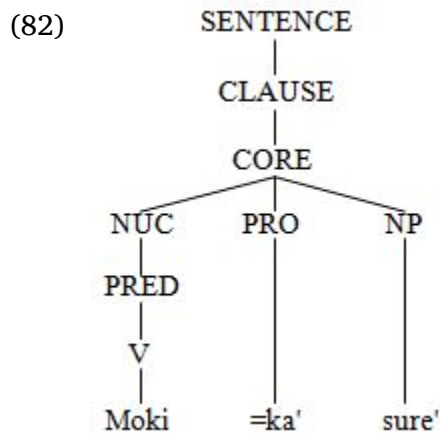 (82) SENTENCE
CLAUSE
CORE
NUC PRO NP
PRED
V
Moki =ka' sure'